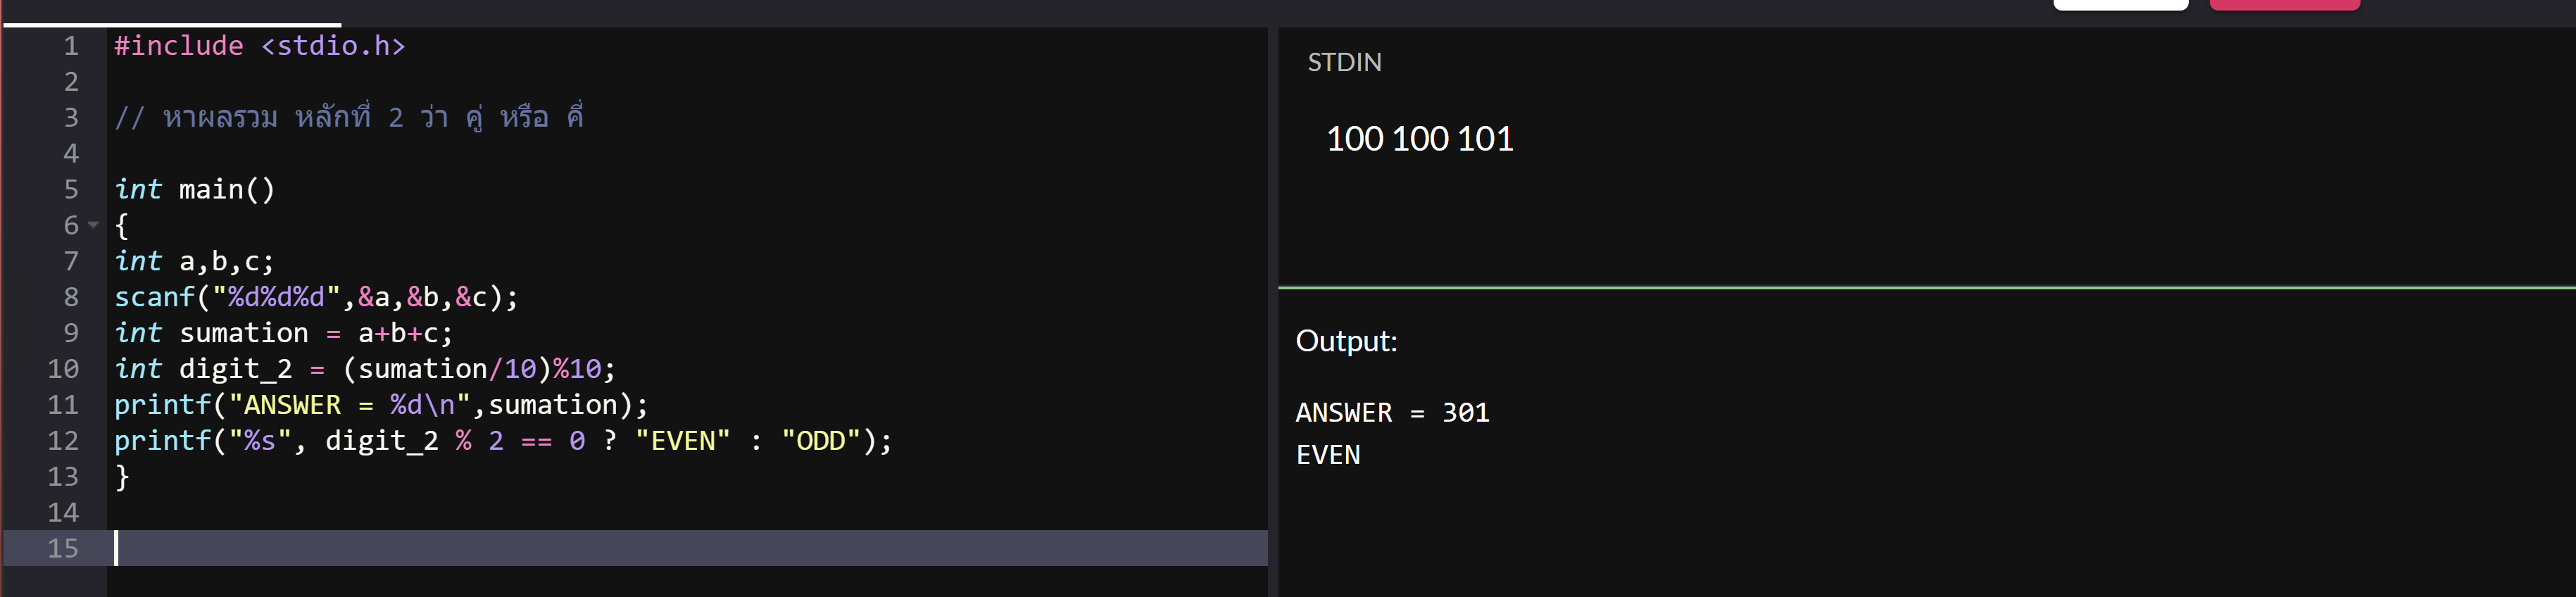 1 #include <stdio.h>
2
3 // หาผลรวม หลักที่ 2 ว่า คู่ หรือ คี่
4
5 int main()
6 {
7 int a,b,c;
8 scanf("%d%d%d",&a,&b,&c);
9 int sumation = a+b+c;
10 int digit_2 = (sumation/10)%10;
11 printf("ANSWER = %d\n",sumation);
12 printf("%s", digit_2 % 2 == 0 ? "EVEN" : "ODD");
13 }
14
15
STDIN
100 100 101
Output:
ANSWER = 301
EVEN